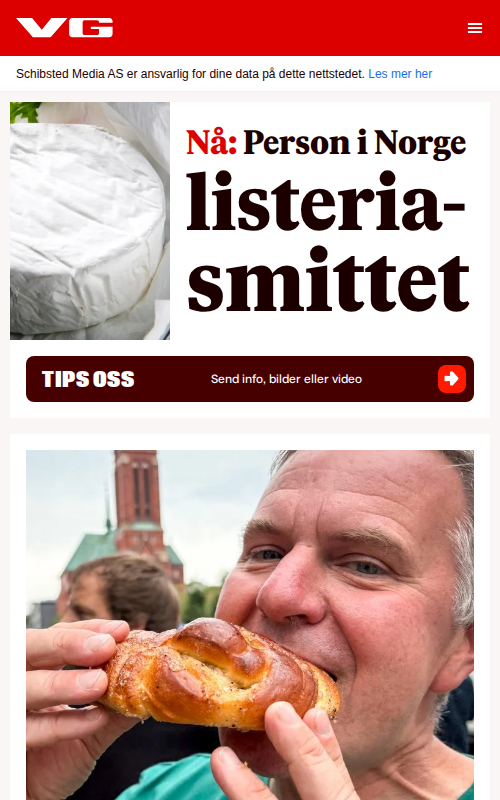 VG
Schibsted Media AS er ansvarlig for dine data på dette nettstedet. Les mer her
Nå: Person i Norge
listeria-
smittet
TIPS OSS
Send info, bilder eller video